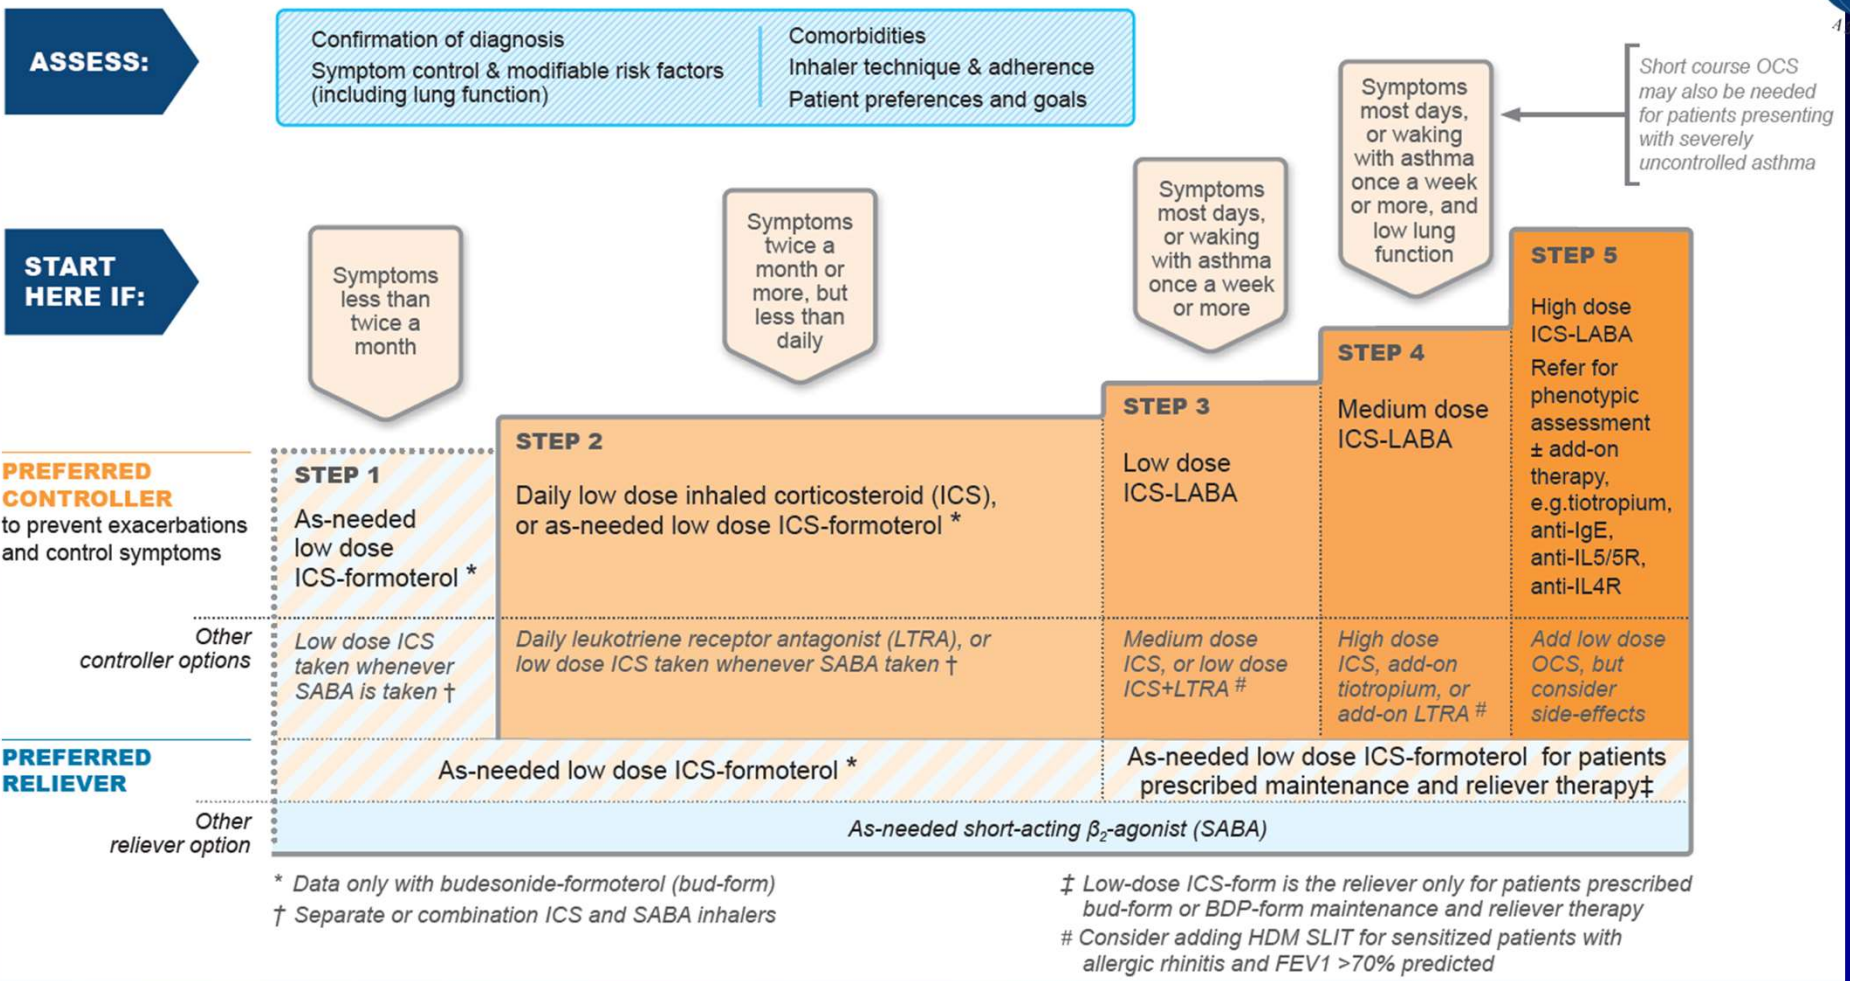 ASSESS:
Confirmation of diagnosis
Symptom control & modifiable risk factors
(including lung function)
Comorbidities
Inhaler technique & adherence
Patient preferences and goals
Short course OCS
may also be needed
for patients presenting
with severely
uncontrolled asthma
START
HERE IF:
Symptoms
less than
twice a
month
Symptoms
twice a
month or
more, but
less than
daily
Symptoms
most days,
or waking
with asthma
once a week
or more
Symptoms
most days,
or waking
with asthma
once a week
or more, and
low lung
function
PREFERRED
CONTROLLER
to prevent exacerbations
and control symptoms
STEP 1
As-needed
low dose
ICS-formoterol *
STEP 2
Daily low dose inhaled corticosteroid (ICS),
or as-needed low dose ICS-formoterol *
STEP 3
Low dose
ICS-LABA
STEP 4
Medium dose
ICS-LABA
STEP 5
High dose
ICS-LABA
Refer for
phenotypic
assessment
± add-on
therapy,
e.g.tiotropium,
anti-IgE,
anti-IL5/5R,
anti-IL4R
Other
controller options
Low dose ICS
taken whenever
SABA is taken †
Daily leukotriene receptor antagonist (LTRA), or
low dose ICS taken whenever SABA taken †
Medium dose
ICS, or low dose
ICS+LTRA #
High dose
ICS, add-on
tiotropium, or
add-on LTRA #
Add low dose
OCS, but
consider
side-effects
PREFERRED
RELIEVER
As-needed low dose ICS-formoterol *
As-needed low dose ICS-formoterol for patients
prescribed maintenance and reliever therapy‡
Other
reliever option
As-needed short-acting β₂-agonist (SABA)
* Data only with budesonide-formoterol (bud-form)
† Separate or combination ICS and SABA inhalers
‡ Low-dose ICS-form is the reliever only for patients prescribed
bud-form or BDP-form maintenance and reliever therapy
# Consider adding HDM SLIT for sensitized patients with
allergic rhinitis and FEV1 >70% predicted